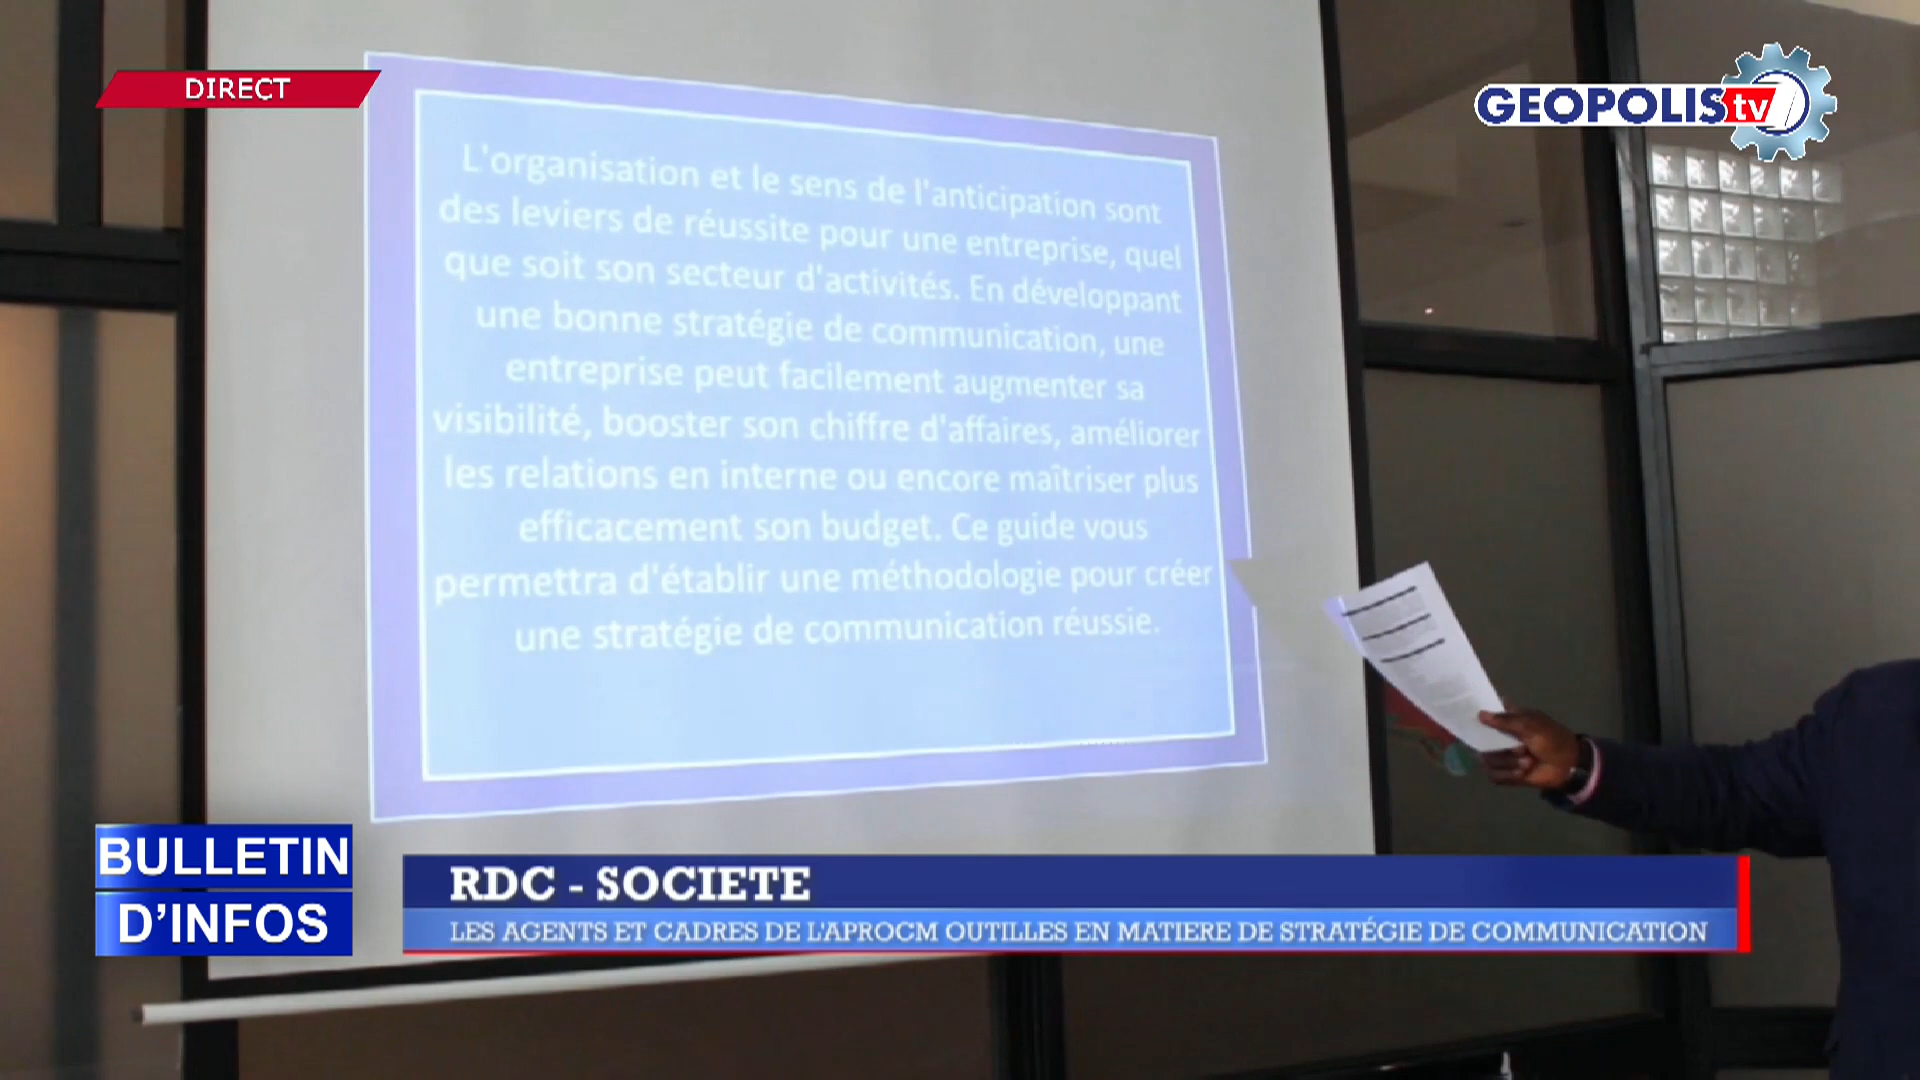 DIRECT
GEOPOLIS tv
L'organisation et le sens de l'anticipation sont
des leviers de réussite pour une entreprise, quel
que soit son secteur d'activités. En développant
une bonne stratégie de communication, une
entreprise peut facilement augmenter sa
visibilité, booster son chiffre d'affaires, améliorer
les relations en interne ou encore maîtriser plus
efficacement son budget. Ce guide vous
permettra d'établir une méthodologie pour créer
une stratégie de communication réussie.
BULLETIN
D'INFOS
RDC - SOCIETE
LES AGENTS ET CADRES DE L'APROCM OUTILLES EN MATIERE DE STRATÉGIE DE COMMUNICATION